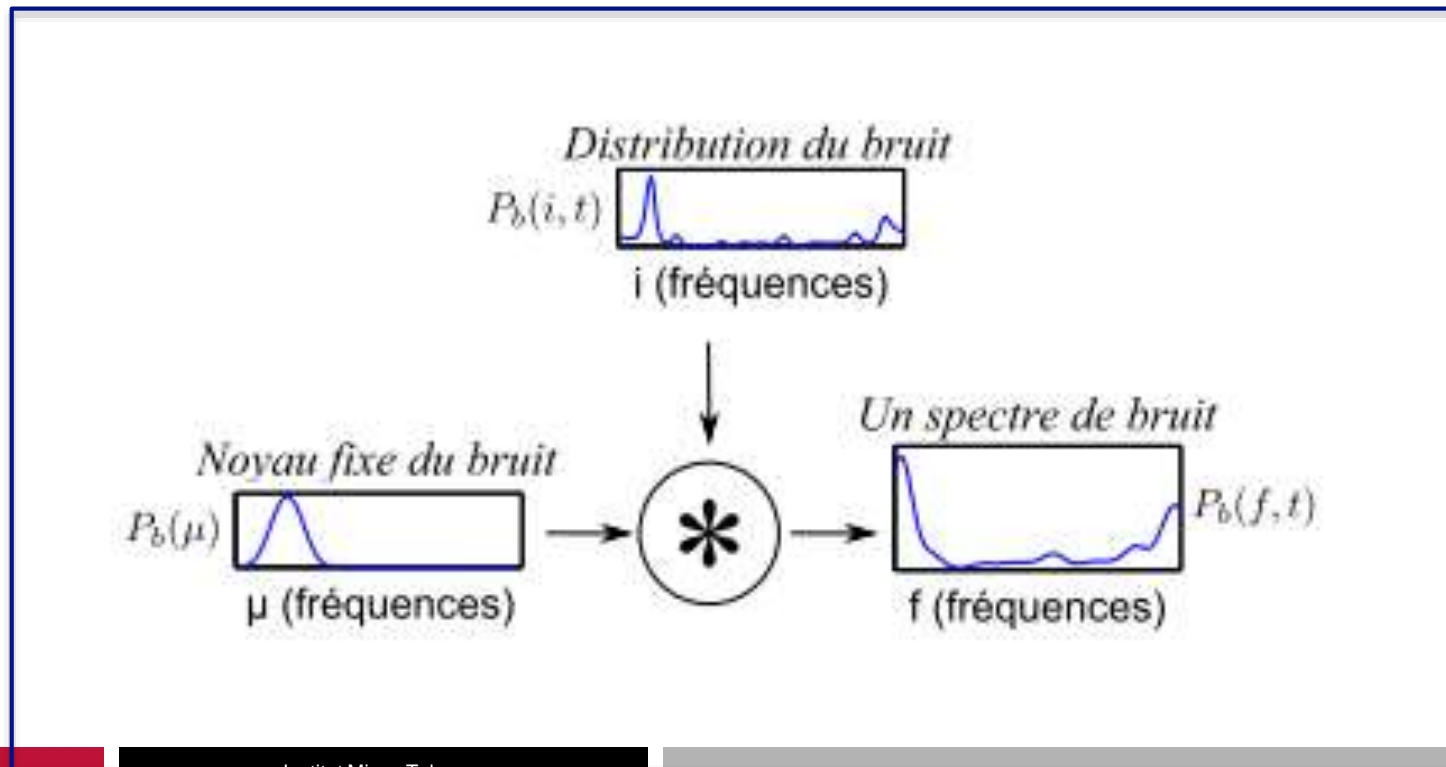 Distribution du bruit
P_b(i, t)
i (fréquences)
Un spectre de bruit
Noyau fixe du bruit
P_b(μ)
*
P_b(f, t)
μ (fréquences)
f (fréquences)